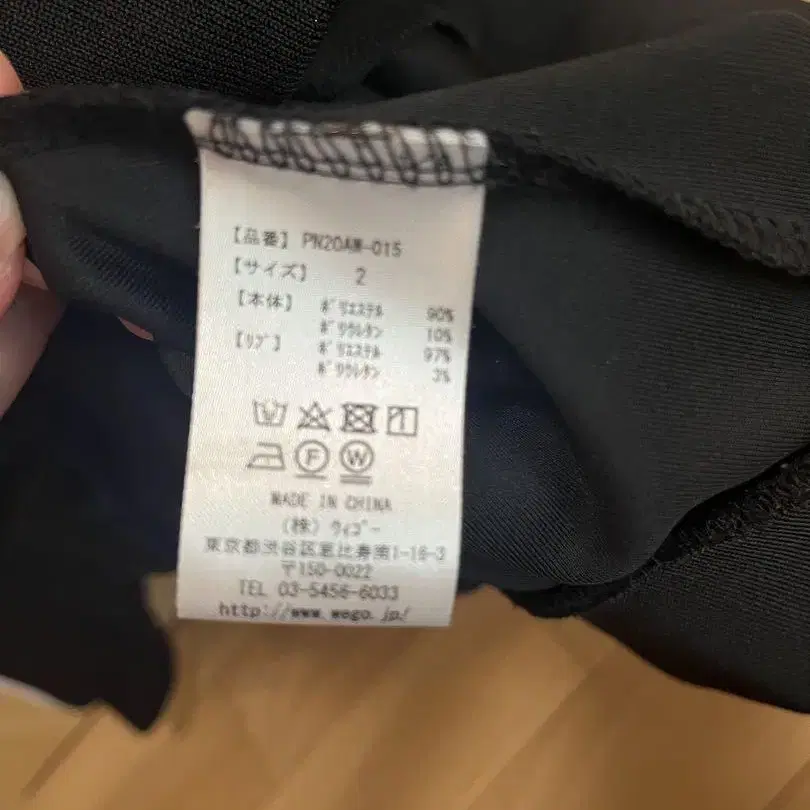 【品番】 PN20AM-015
【サイズ】 2
【本体】 ﾎﾟﾘｴｽﾃﾙ 90%
ﾎﾟﾘｳﾚﾀﾝ 10%
【ﾘﾌﾞ】 ﾎﾟﾘｴｽﾃﾙ 97%
ﾎﾟﾘｳﾚﾀﾝ 3%
F W
MADE IN CHINA
(株) ｳｨｺﾞｰ
東京都渋谷区恵比寿南1-16-3
〒150-0022
TEL 03-5456-6033
http://www.wego.jp/